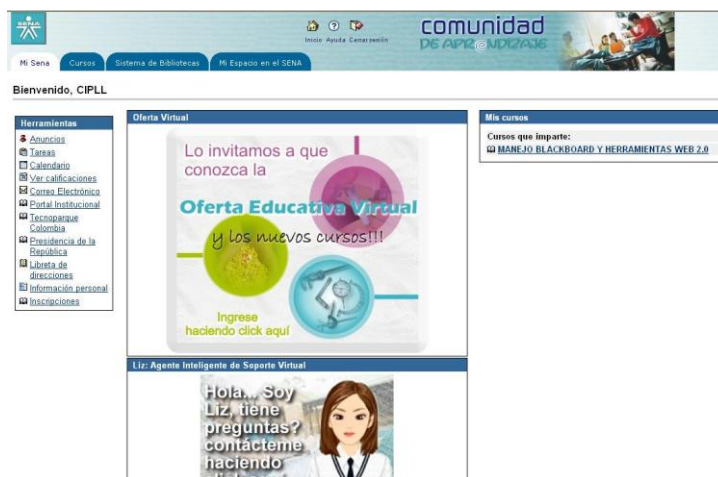 SENA
Inicio Ayuda Cerrar sesión
comunidad
DE APR@NDIZAJE
Mi Sena Cursos Sistema de Bibliotecas Mi Espacio en el SENA
Bienvenido, CIPLL
Herramientas
Anuncios
Tareas
Calendario
Ver calificaciones
Correo Electrónico
Portal Institucional
Tecnoparque
Colombia
Presidencia de la
República
Libreta de
direcciones
Información personal
Inscripciones
Oferta Virtual
Lo invitamos a que
conozca la
Oferta Educativa Virtual
y los nuevos cursos!!!
Ingrese
haciendo click aquí
Liz: Agente Inteligente de Soporte Virtual
Hola... Soy
Liz, tiene
preguntas?
contácteme
haciendo
Mis cursos
Cursos que imparte:
MANEJO BLACKBOARD Y HERRAMIENTAS WEB 2.0